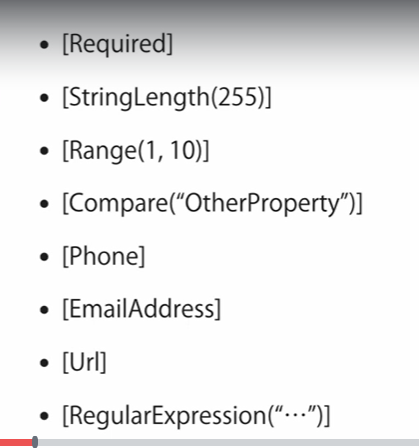 • [Required]
• [StringLength(255)]
• [Range(1, 10)]
• [Compare(“OtherProperty”)]
• [Phone]
• [EmailAddress]
• [Url]
• [RegularExpression(“⋯”)]